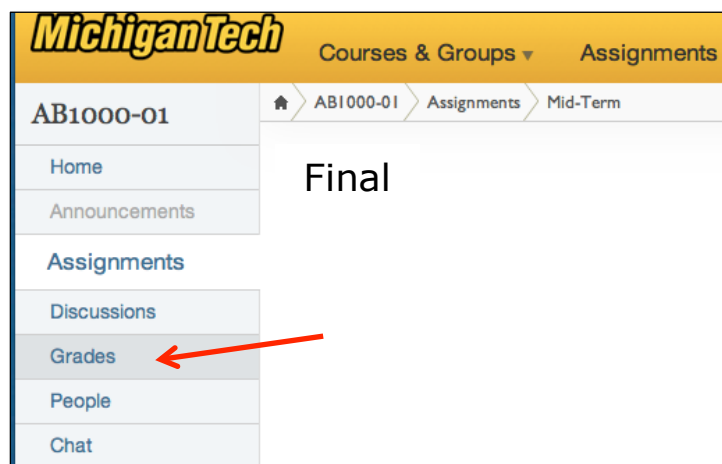 MichiganTech
Courses & Groups ▾ Assignments
AB1000-01
AB1000-01 Assignments Mid-Term
Home
Final
Announcements
Assignments
Discussions
Grades
People
Chat